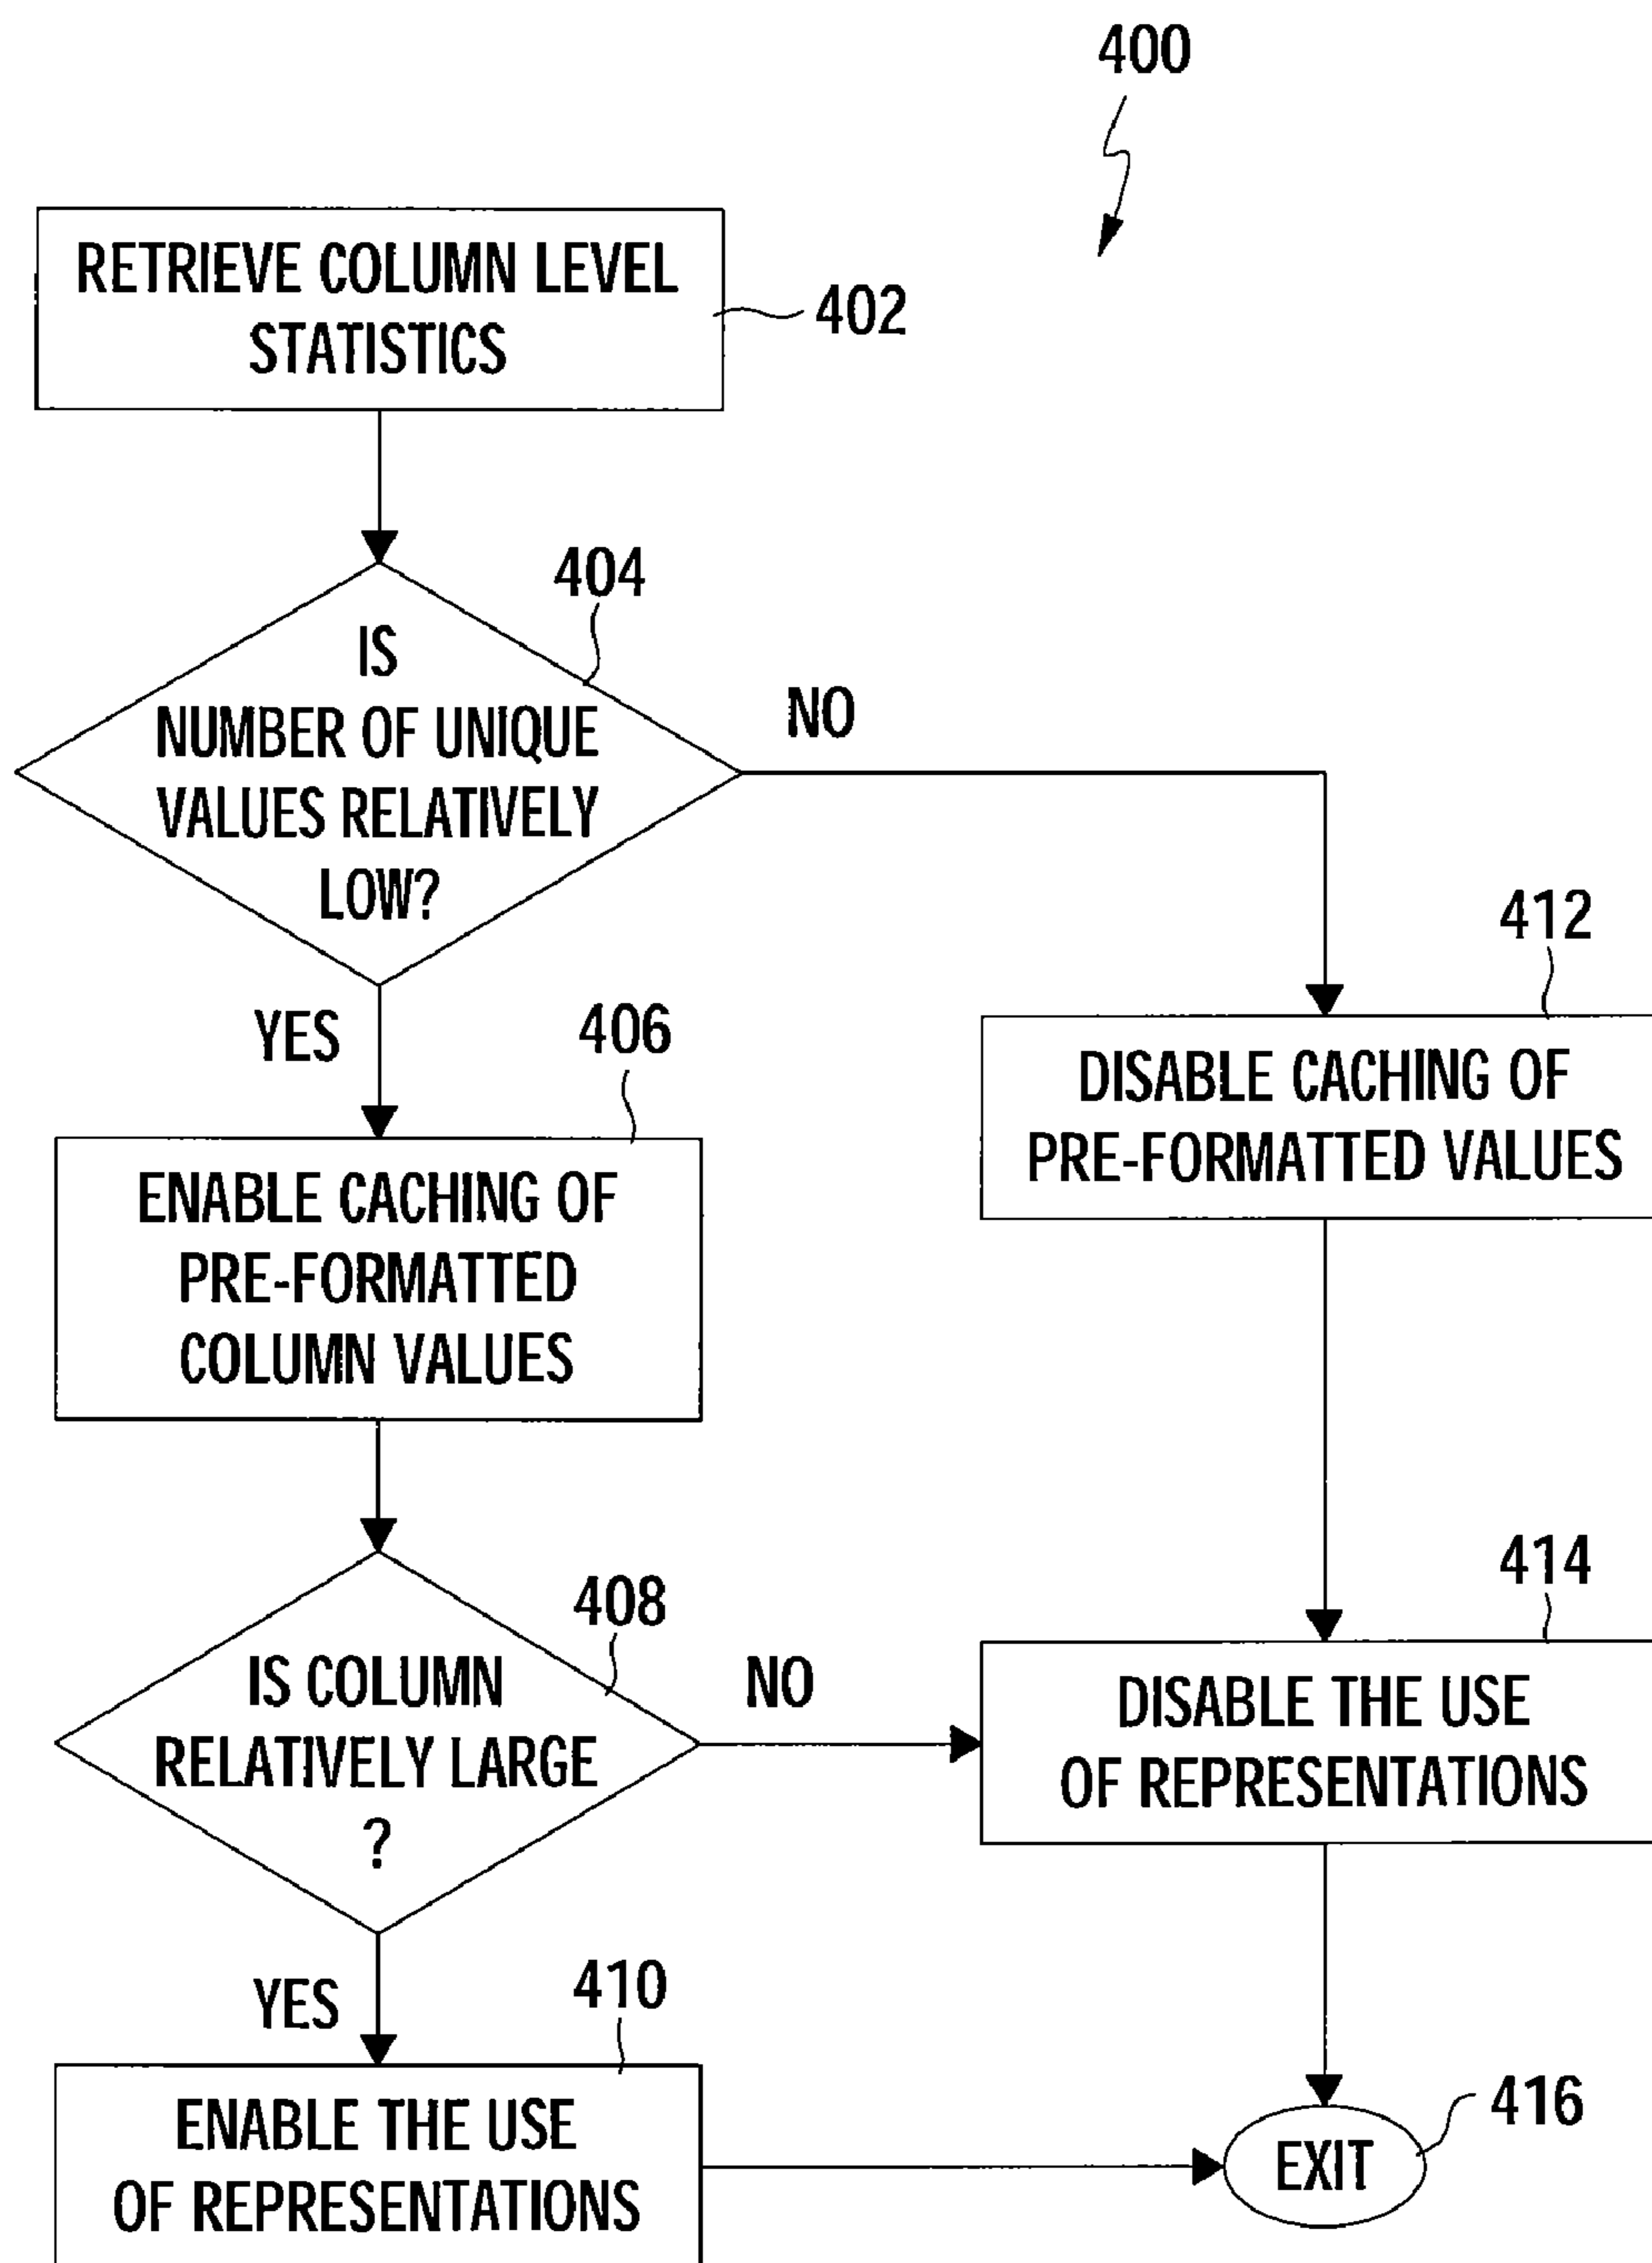 400
RETRIEVE COLUMN LEVEL
STATISTICS
402
404
IS
NUMBER OF UNIQUE
VALUES RELATIVELY
LOW?
NO
YES
406
ENABLE CACHING OF
PRE-FORMATTED
COLUMN VALUES
412
DISABLE CACHING OF
PRE-FORMATTED VALUES
408
IS COLUMN
RELATIVELY LARGE
?
NO
414
DISABLE THE USE
OF REPRESENTATIONS
YES
410
ENABLE THE USE
OF REPRESENTATIONS
EXIT
416